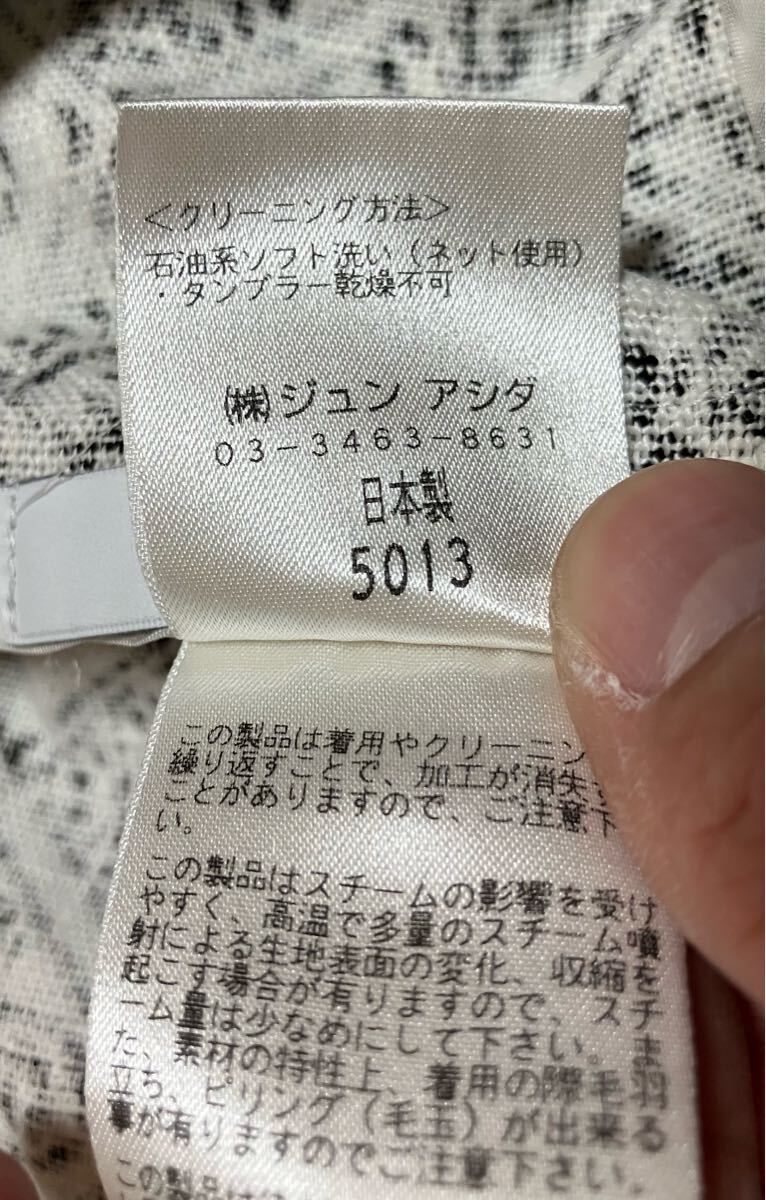 <クリーニング方法>
石油系ソフト洗い(ネット使用)
・タンブラー乾燥不可
(株)ジュン アシダ
03-3463-8631
日本製
5013
この製品は着用やクリーニン
繰り返すことで、加工が消失す
ことがありますので、ご注意下
い。
この製品はスチームの影響を受け
やすく、高温で多量のスチーム噴
射による生地表面の変化、収縮を
起こす場合が有りますので、スチ
ーム量は少なめにして下さい。ま
た、素材の特性上、着用の際毛羽
立ち、ピリング(毛玉)が出来る
事が有りますのでご注意下さい。
この製品は